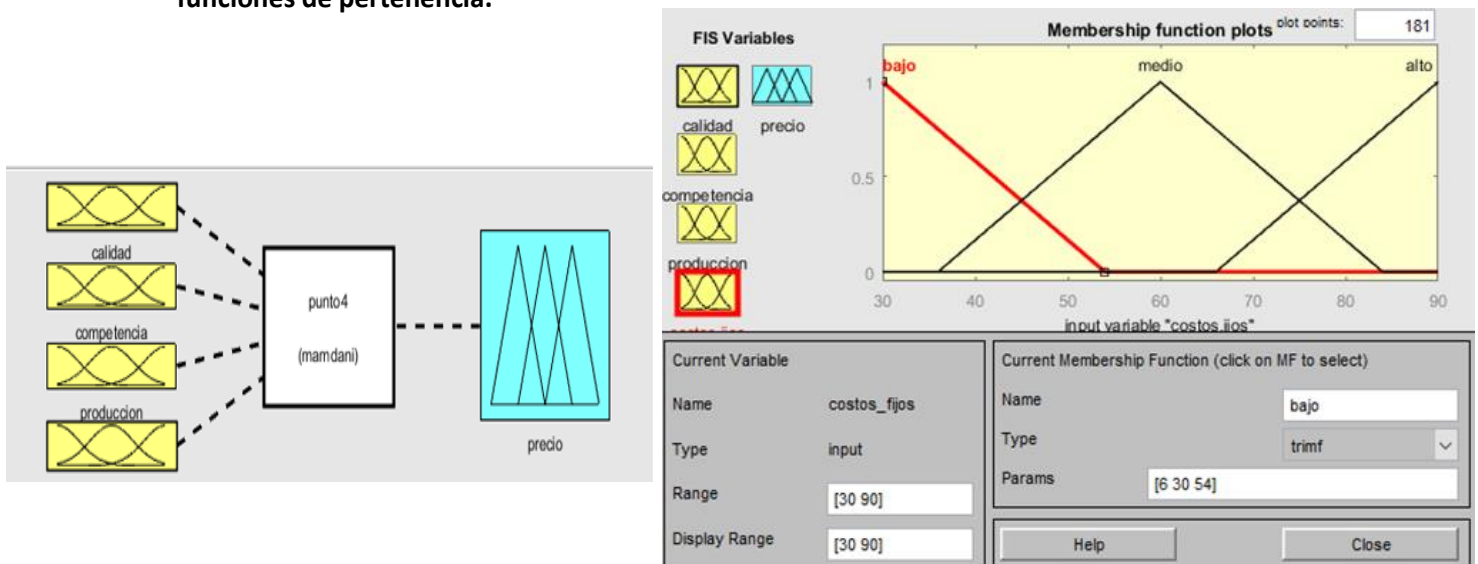 funciones de pertenencia.
calidad
competencia
produccion
punto4
(mamdani)
precio
FIS Variables
calidad
precio
competencia
produccion
Membership function plots
plot points:
181
bajo
medio
alto
1
0.5
0
30
40
50
60
70
80
90
input variable "costos.jios"
Current Variable
Name
costos_fijos
Type
input
Range
[30 90]
Display Range
[30 90]
Current Membership Function (click on MF to select)
Name
bajo
Type
trimf
Params
[6 30 54]
Help
Close